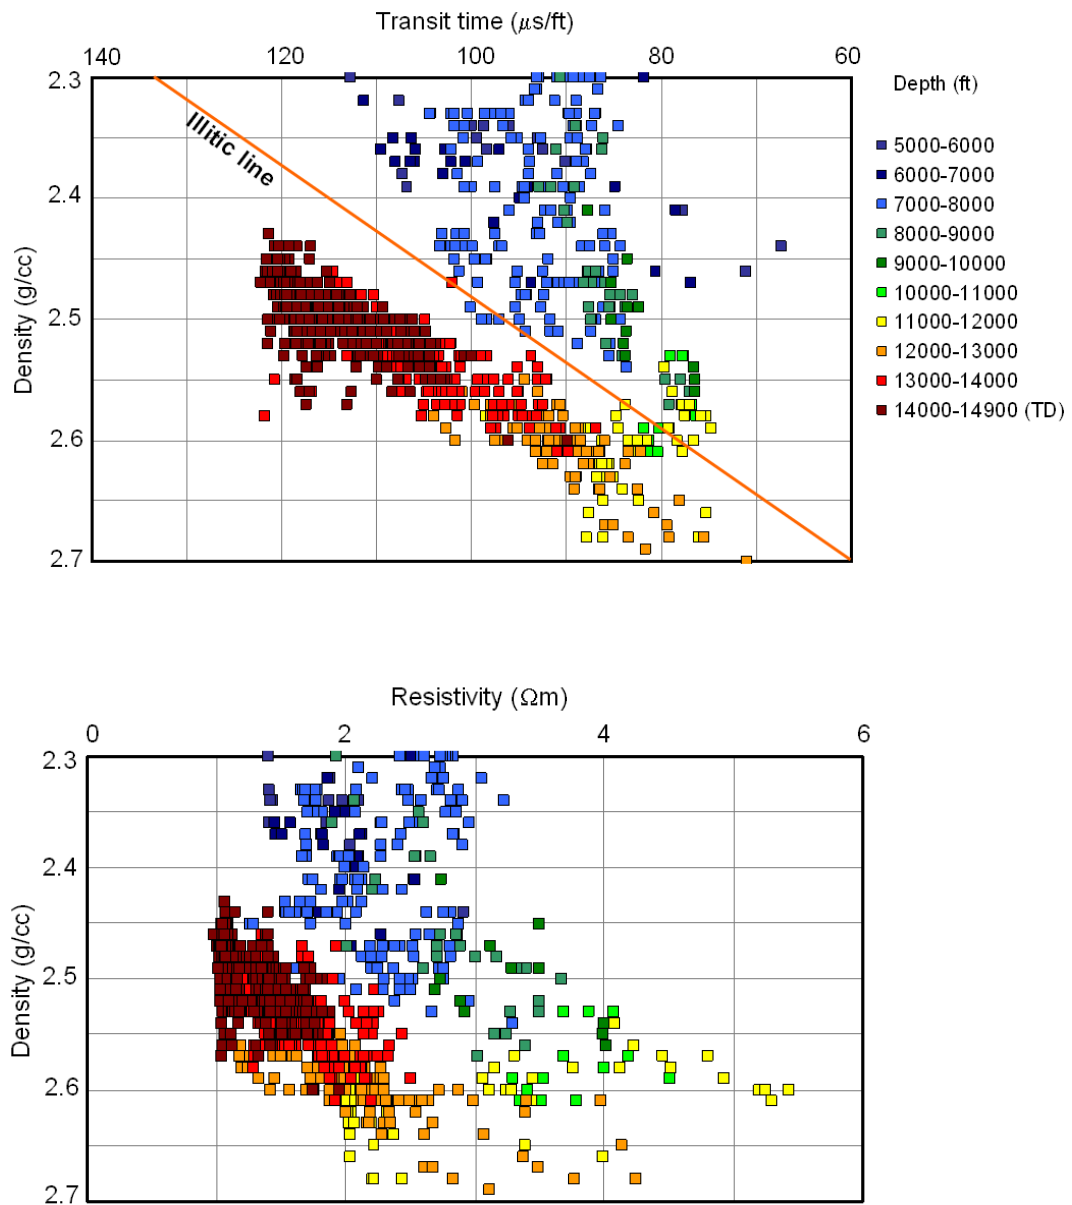 Transit time (μs/ft)
140 120 100 80 60
2.3
2.4
2.5
2.6
2.7
Density (g/cc)
Illitic line
Depth (ft)
5000-6000
6000-7000
7000-8000
8000-9000
9000-10000
10000-11000
11000-12000
12000-13000
13000-14000
14000-14900 (TD)
Resistivity (Ωm)
0 2 4 6
2.3
2.4
2.5
2.6
2.7
Density (g/cc)